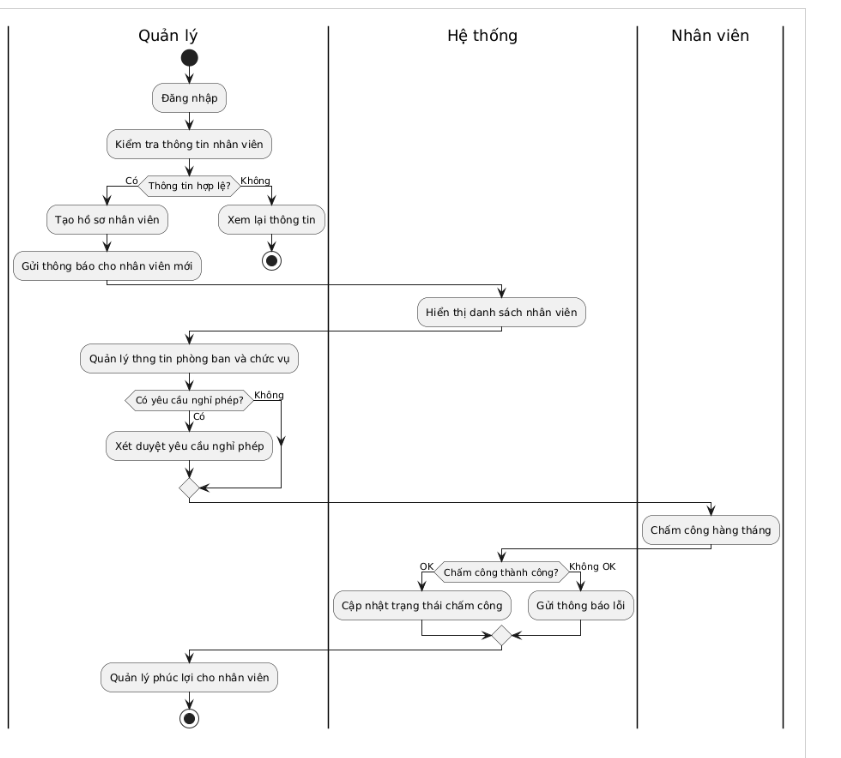 Quản lý
Hệ thống
Nhân viên
Đăng nhập
Kiểm tra thông tin nhân viên
Thông tin hợp lệ?
Có
Không
Tạo hồ sơ nhân viên
Xem lại thông tin
Gửi thông báo cho nhân viên mới
Hiển thị danh sách nhân viên
Quản lý thng tin phòng ban và chức vụ
Có yêu cầu nghỉ phép?
Không
Có
Xét duyệt yêu cầu nghỉ phép
Chấm công hàng tháng
Chấm công thành công?
OK
Không OK
Cập nhật trạng thái chấm công
Gửi thông báo lỗi
Quản lý phúc lợi cho nhân viên